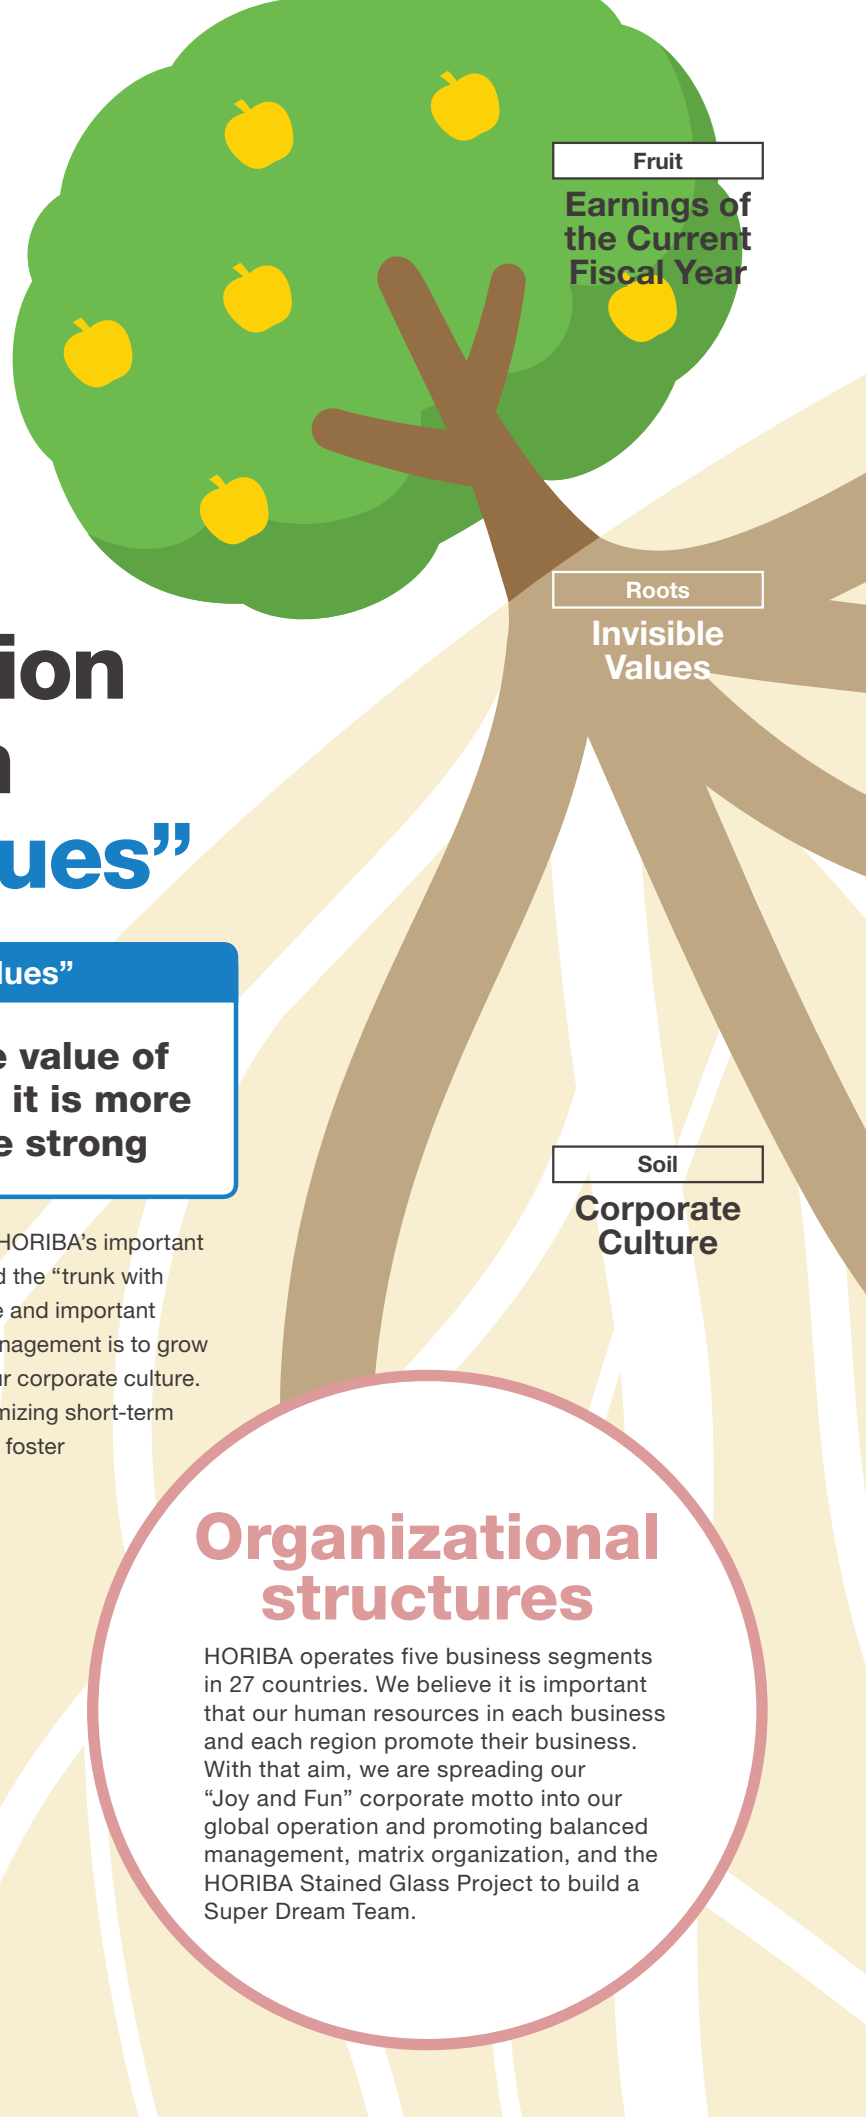 Fruit
Earnings of
the Current
Fiscal Year
Roots
Invisible
Values
ion
ues”
lues”
value of
it is more
strong
Soil
Corporate
Culture
HORIBA’s important
the “trunk with
and important
nagement is to grow
corporate culture.
mizing short-term
foster
Organizational
structures
HORIBA operates five business segments
in 27 countries. We believe it is important
that our human resources in each business
and each region promote their business.
With that aim, we are spreading our
“Joy and Fun” corporate motto into our
global operation and promoting balanced
management, matrix organization, and the
HORIBA Stained Glass Project to build a
Super Dream Team.